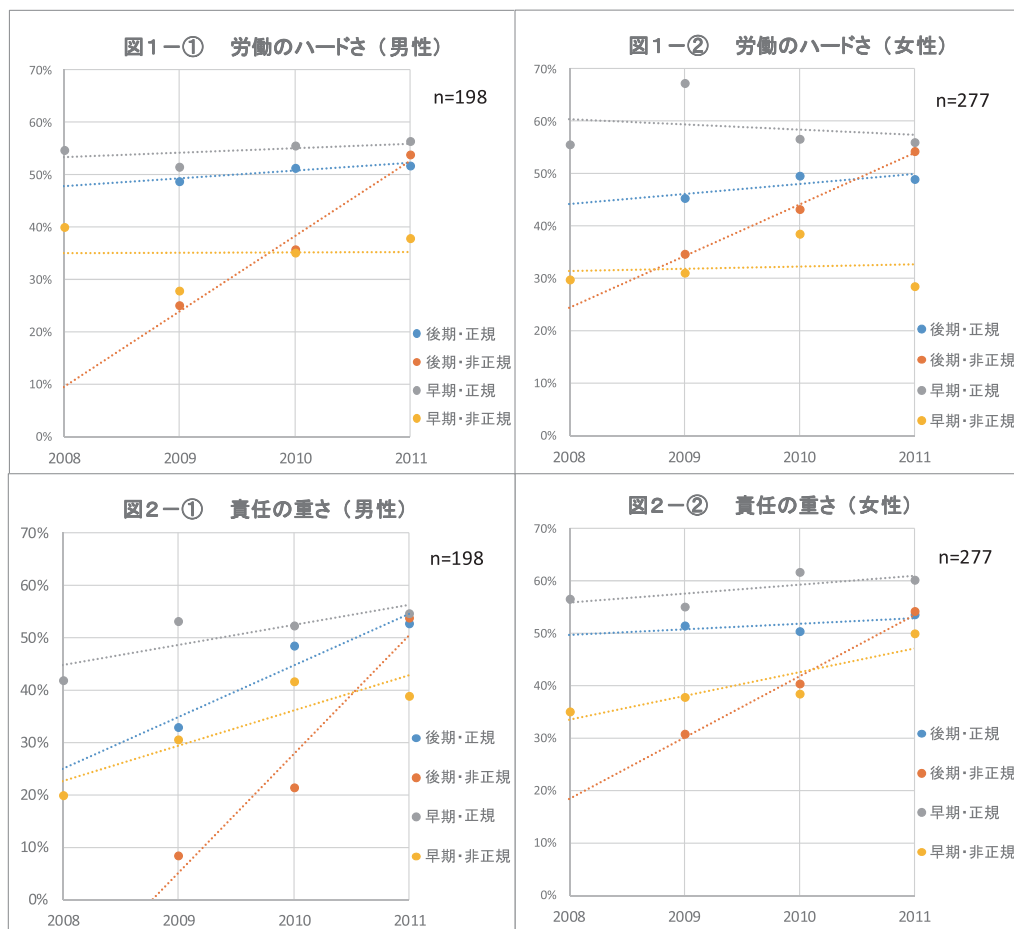 図1－① 労働のハードさ（男性）
70%
n=198
60%
50%
40%
30%
20%
10%
0%
2008 2009 2010 2011
後期・正規
後期・非正規
早期・正規
早期・非正規
図1－② 労働のハードさ（女性）
70%
n=277
60%
50%
40%
30%
20%
10%
0%
2008 2009 2010 2011
後期・正規
後期・非正規
早期・正規
早期・非正規
図2－① 責任の重さ（男性）
70%
n=198
60%
50%
40%
30%
20%
10%
0%
2008 2009 2010 2011
後期・正規
後期・非正規
早期・正規
早期・非正規
図2－② 責任の重さ（女性）
70%
n=277
60%
50%
40%
30%
20%
10%
0%
2008 2009 2010 2011
後期・正規
後期・非正規
早期・正規
早期・非正規